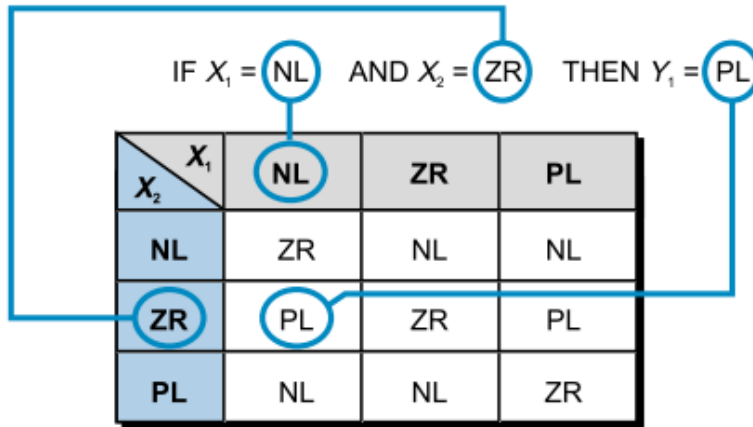 IF X₁ = NL AND X₂ = ZR THEN Y₁ = PL
X₁ NL ZR PL
X₂
NL ZR NL NL
ZR PL ZR PL
PL NL NL ZR